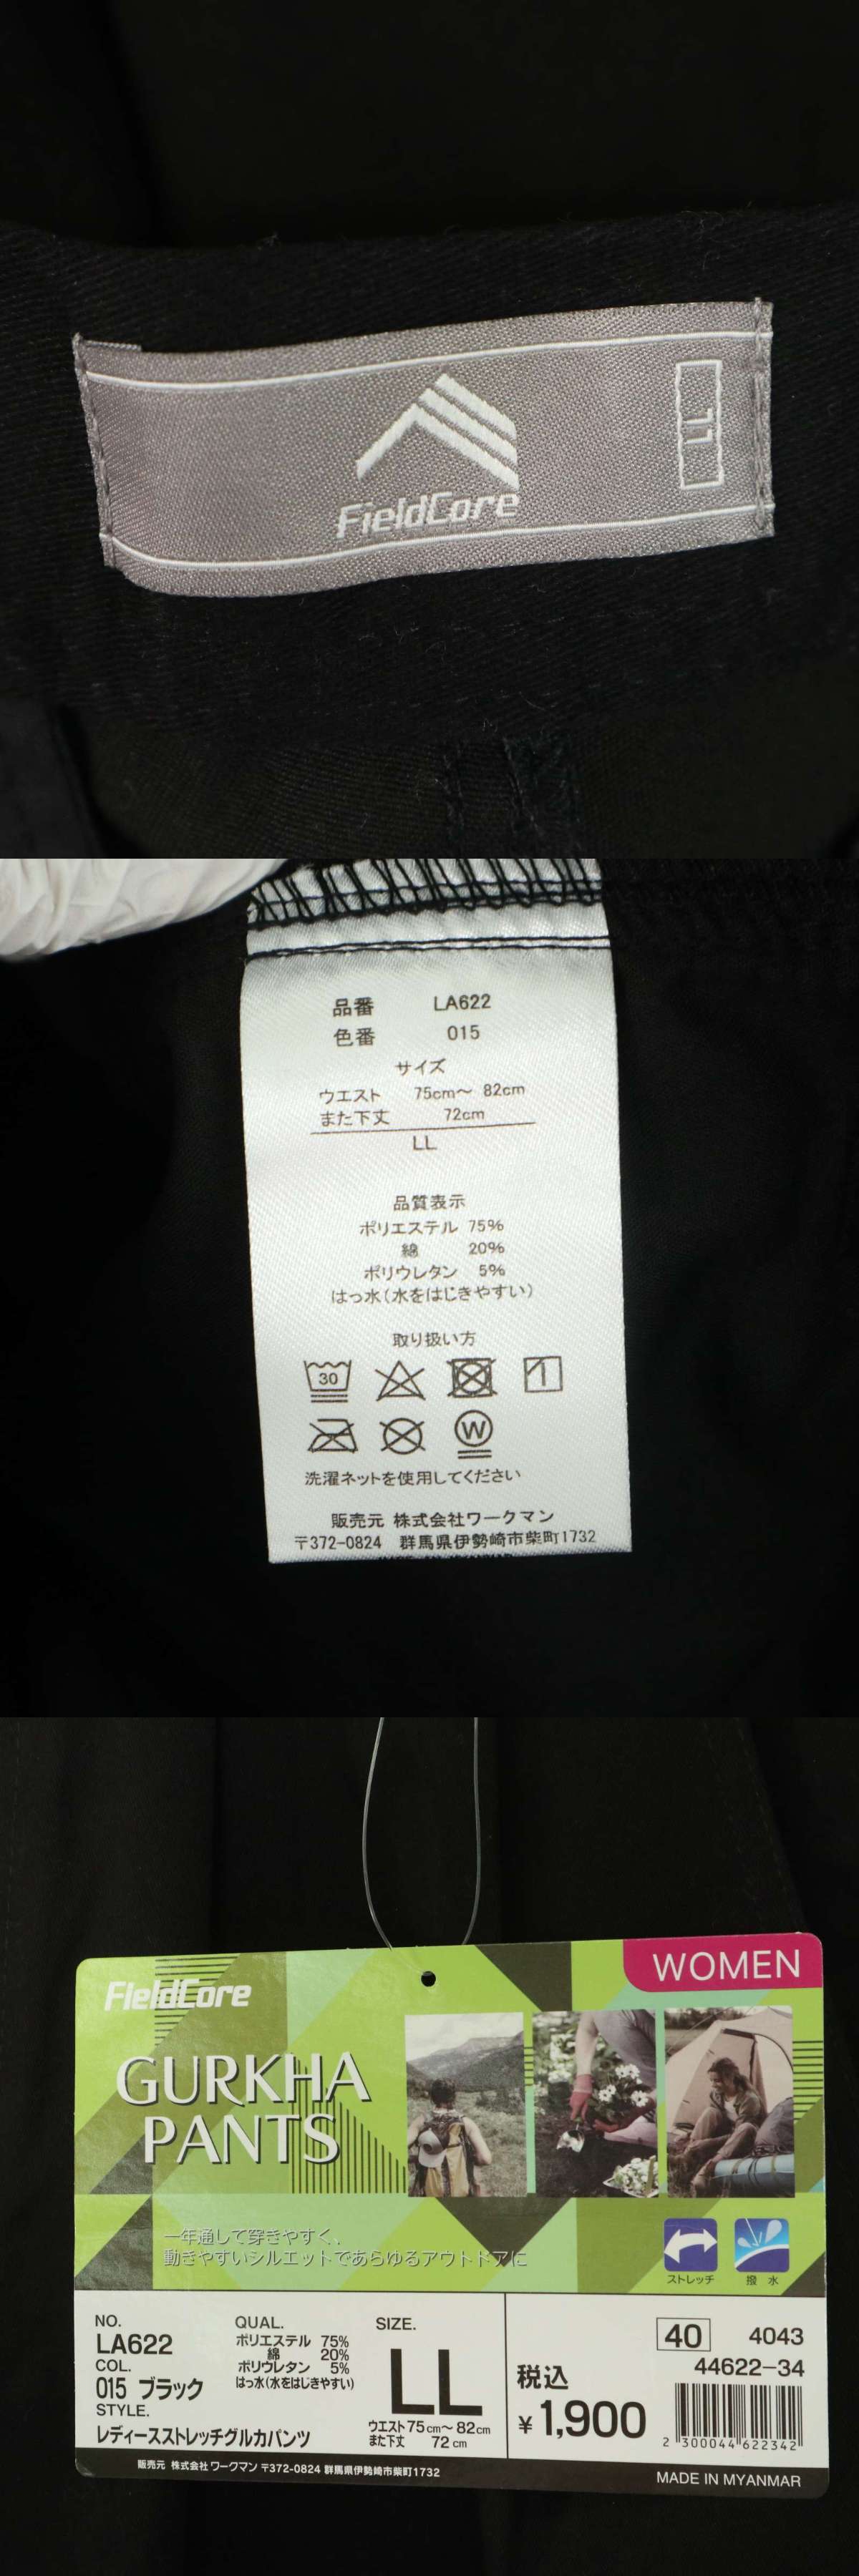 FieldCore
LL
品番 LA622
色番 015
サイズ
ウエスト 75cm～ 82cm
また下丈 72cm
LL
品質表示
ポリエステル 75%
綿 20%
ポリウレタン 5%
はっ水(水をはじきやすい)
取り扱い方
30
W
洗濯ネットを使用してください
販売元 株式会社ワークマン
〒372-0824 群馬県伊勢崎市柴町1732
WOMEN
FieldCore
GURKHA
PANTS
一年通して穿きやすく、
動きやすいシルエットであらゆるアウトドアに
ストレッチ
撥水
NO.
LA622
COL.
015 ブラック
STYLE.
レディースストレッチグルカパンツ
QUAL.
ポリエステル 75%
綿 20%
ポリウレタン 5%
はっ水(水をはじきやすい)
SIZE.
LL
ウエスト75cm～82cm
また下丈 72cm
税込
¥1,900
40 4043
44622-34
2 300044 622342
販売元 株式会社ワークマン 〒372-0824 群馬県伊勢崎市柴町1732
MADE IN MYANMAR